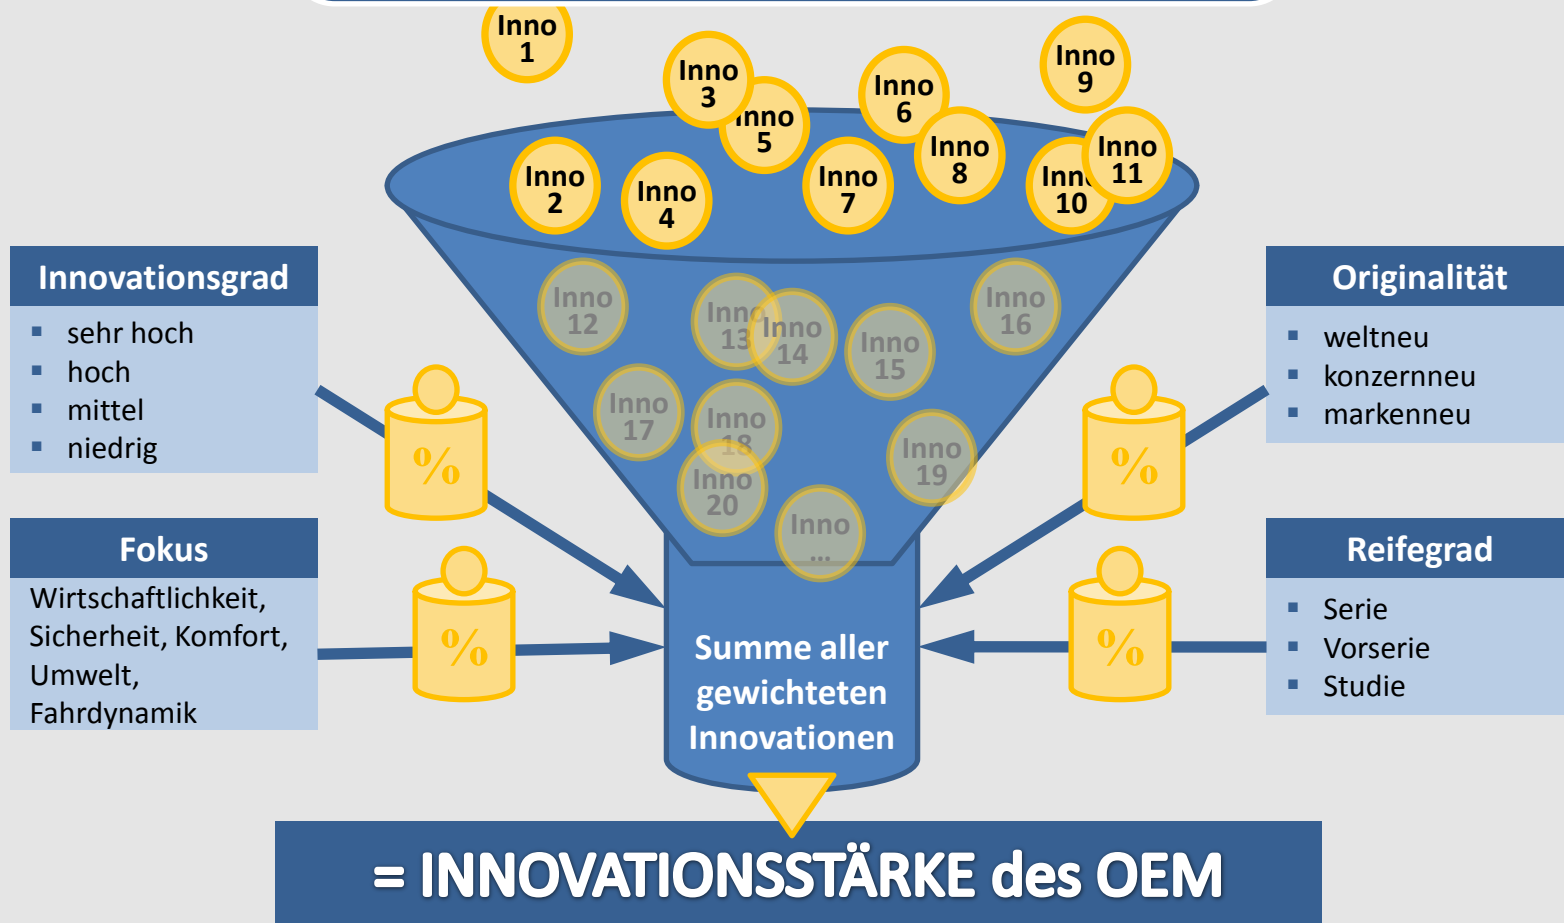 Inno
1
Inno
3
Inno
5
Inno
6
Inno
9
Inno
2
Inno
4
Inno
7
Inno
8
Inno
10
Inno
11
Inno
12
Inno
13
Inno
14
Inno
15
Inno
16
Inno
17
Inno
18
Inno
19
Inno
20
Inno
...
Innovationsgrad
▪ sehr hoch
▪ hoch
▪ mittel
▪ niedrig
%
Fokus
Wirtschaftlichkeit,
Sicherheit, Komfort,
Umwelt,
Fahrdynamik
%
Originalität
▪ weltneu
▪ konzernneu
▪ markenneu
%
Reifegrad
▪ Serie
▪ Vorserie
▪ Studie
%
Summe aller
gewichteten
Innovationen
= INNOVATIONSSTÄRKE des OEM